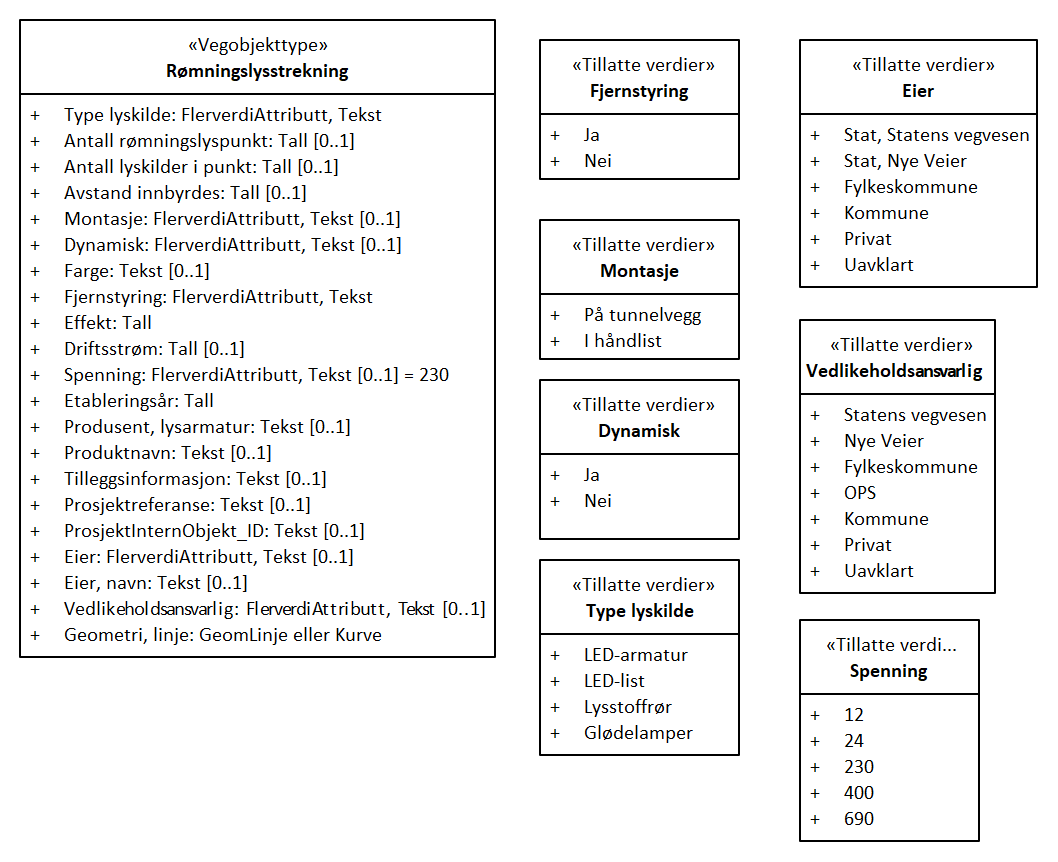 «Vegobjekttype»
Rømningslysstrekning
+ Type lyskilde: FlerverdiAttributt, Tekst
+ Antall rømningslyspunkt: Tall [0..1]
+ Antall lyskilder i punkt: Tall [0..1]
+ Avstand innbyrdes: Tall [0..1]
+ Montasje: FlerverdiAttributt, Tekst [0..1]
+ Dynamisk: FlerverdiAttributt, Tekst [0..1]
+ Farge: Tekst [0..1]
+ Fjernstyring: FlerverdiAttributt, Tekst
+ Effekt: Tall
+ Driftsstrøm: Tall [0..1]
+ Spenning: FlerverdiAttributt, Tekst [0..1] = 230
+ Etableringsår: Tall
+ Produsent, lysarmatur: Tekst [0..1]
+ Produktnavn: Tekst [0..1]
+ Tilleggsinformasjon: Tekst [0..1]
+ Prosjektreferanse: Tekst [0..1]
+ ProsjektInternObjekt_ID: Tekst [0..1]
+ Eier: FlerverdiAttributt, Tekst [0..1]
+ Eier, navn: Tekst [0..1]
+ Vedlikeholdsansvarlig: FlerverdiAttributt, Tekst [0..1]
+ Geometri, linje: GeomLinje eller Kurve
«Tillatte verdier»
Fjernstyring
+ Ja
+ Nei
«Tillatte verdier»
Montasje
+ På tunnelvegg
+ I håndlist
«Tillatte verdier»
Dynamisk
+ Ja
+ Nei
«Tillatte verdier»
Type lyskilde
+ LED-armatur
+ LED-list
+ Lysstoffrør
+ Glødelamper
«Tillatte verdier»
Eier
+ Stat, Statens vegvesen
+ Stat, Nye Veier
+ Fylkeskommune
+ Kommune
+ Privat
+ Uavklart
«Tillatte verdier»
Vedlikeholdsansvarlig
+ Statens vegvesen
+ Nye Veier
+ Fylkeskommune
+ OPS
+ Kommune
+ Privat
+ Uavklart
«Tillatte verdi...
Spenning
+ 12
+ 24
+ 230
+ 400
+ 690